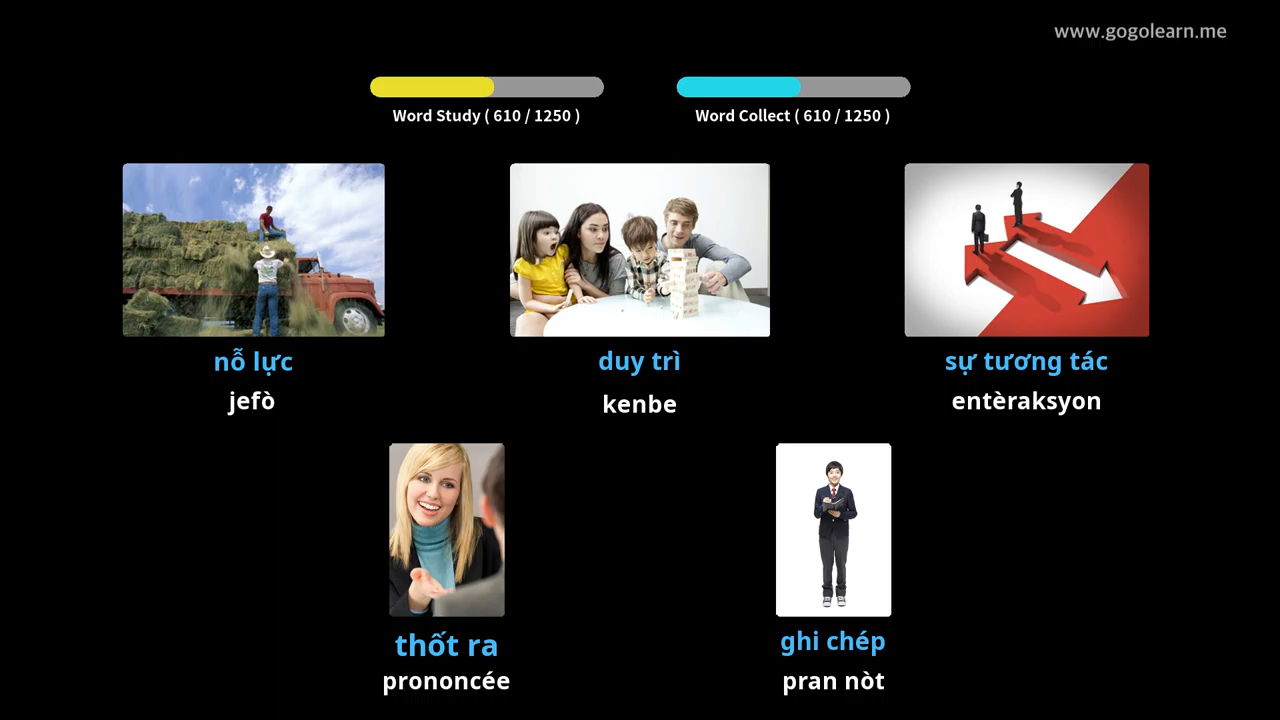 www.gogolearn.me
Word Study ( 610 / 1250 )
Word Collect ( 610 / 1250 )
nỗ lực
jefò
duy trì
kenbe
sự tương tác
entèraksyon
thốt ra
prononcée
ghi chép
pran nòt